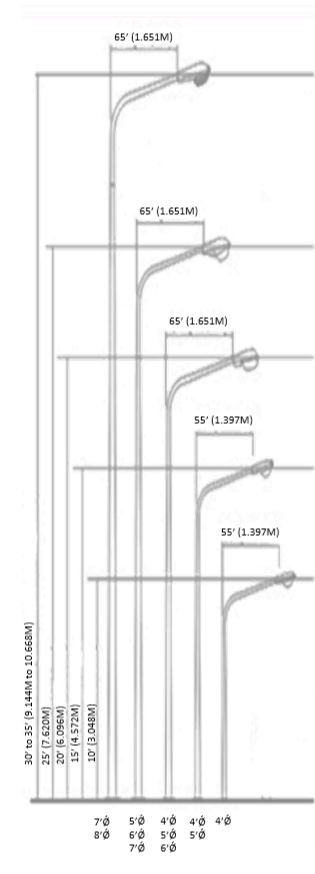 65' (1.651M)
65' (1.651M)
65' (1.651M)
55' (1.397M)
55' (1.397M)
30' to 35' (9.144M to 10.668M)
25' (7.620M)
20' (6.096M)
15' (4.572M)
10' (3.048M)
7'Ø 5'Ø 4'Ø 4'Ø 4'Ø
8'Ø 6'Ø 5'Ø 5'Ø
7'Ø 6'Ø